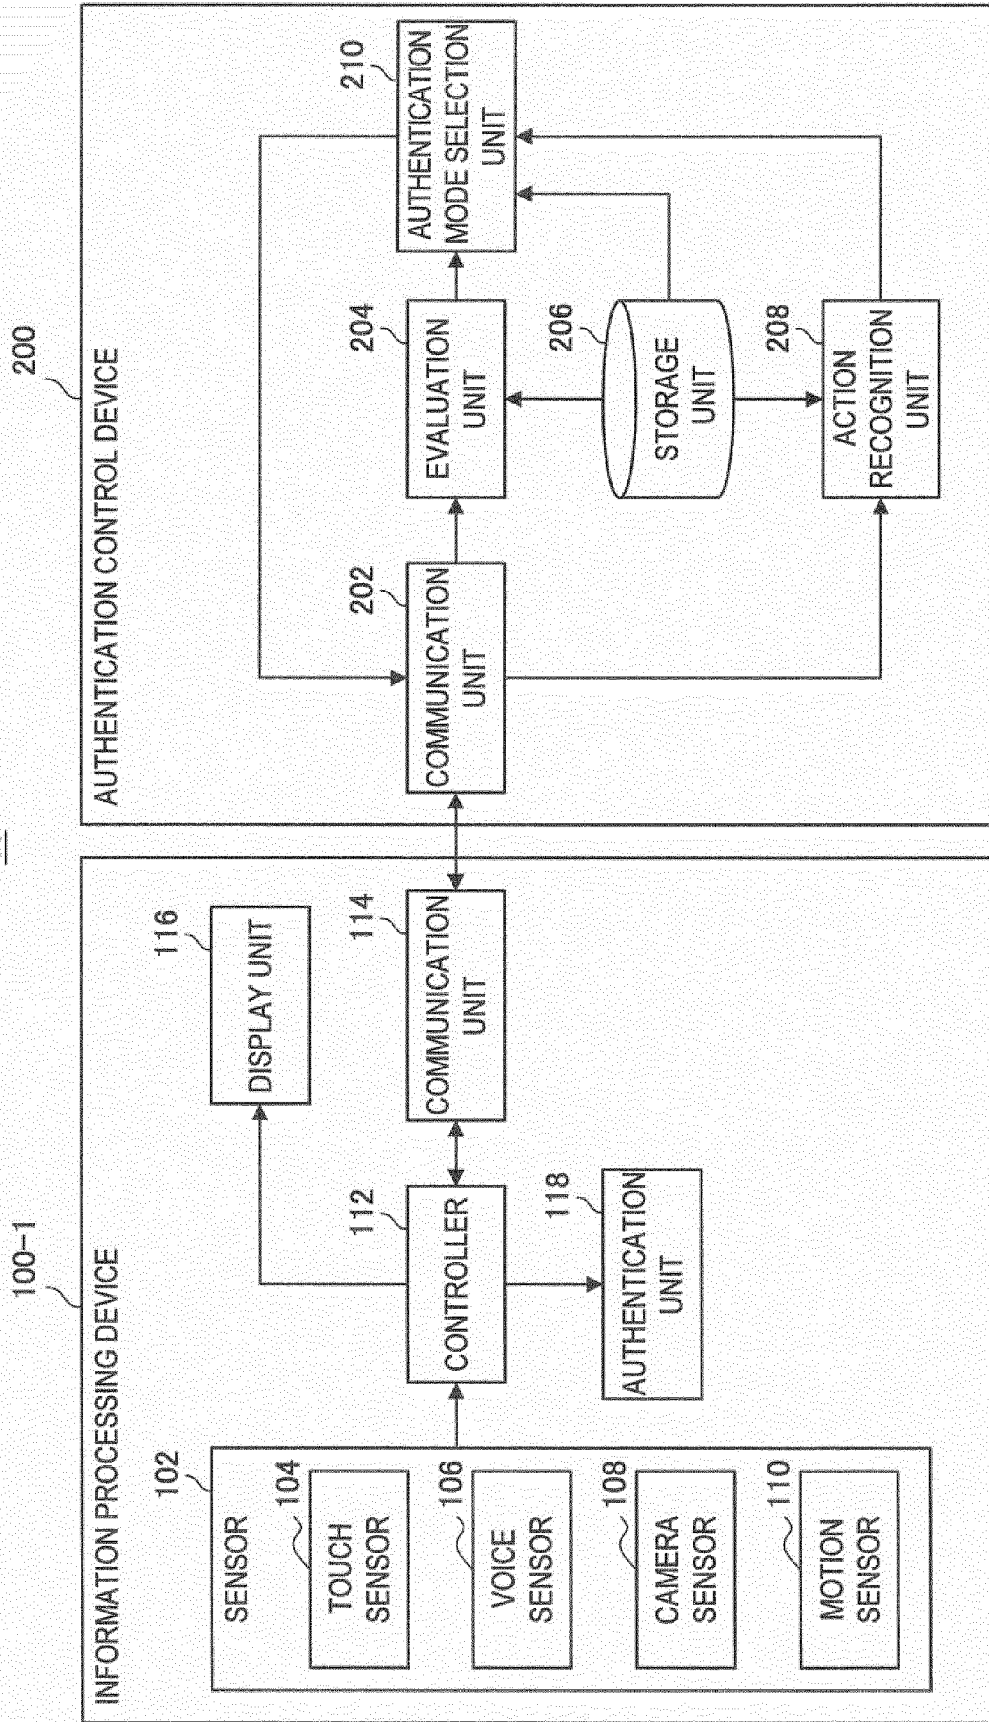 100-1
INFORMATION PROCESSING DEVICE
102
SENSOR
104
TOUCH
SENSOR
106
VOICE
SENSOR
108
CAMERA
SENSOR
110
MOTION
SENSOR
112
CONTROLLER
116
DISPLAY UNIT
114
COMMUNICATION
UNIT
118
AUTHENTICATION
UNIT
200
AUTHENTICATION CONTROL DEVICE
202
COMMUNICATION
UNIT
204
EVALUATION
UNIT
206
STORAGE
UNIT
208
ACTION
RECOGNITION
UNIT
210
AUTHENTICATION
MODE SELECTION
UNIT